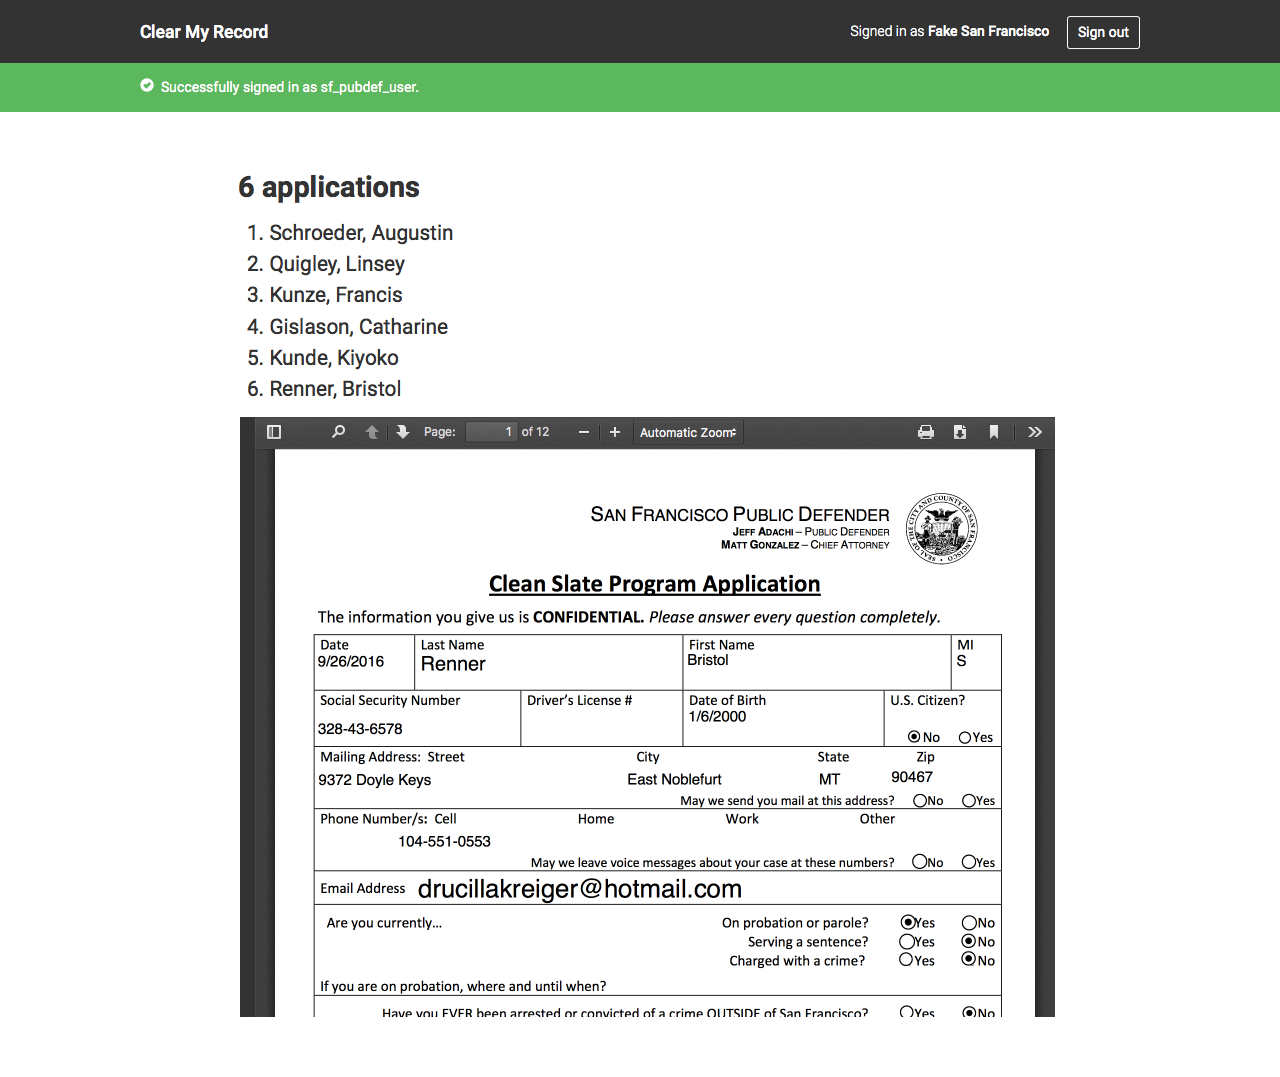 Clear My Record
Signed in as Fake San Francisco
Sign out
Successfully signed in as sf_pubdef_user.
6 applications
1. Schroeder, Augustin
2. Quigley, Linsey
3. Kunze, Francis
4. Gislason, Catharine
5. Kunde, Kiyoko
6. Renner, Bristol
Page: 1 of 12
Automatic Zoom
SAN FRANCISCO PUBLIC DEFENDER
JEFF ADACHI – PUBLIC DEFENDER
MATT GONZALEZ – CHIEF ATTORNEY
SEAL OF THE CITY AND COUNTY OF SAN FRANCISCO
Clean Slate Program Application
The information you give us is CONFIDENTIAL. Please answer every question completely.
Date Last Name First Name MI
9/26/2016 Renner Bristol S
Social Security Number Driver's License # Date of Birth U.S. Citizen?
1/6/2000
328-43-6578
No Yes
Mailing Address: Street City State Zip
9372 Doyle Keys East Noblefurt MT 90467
May we send you mail at this address? No Yes
Phone Number/s: Cell Home Work Other
104-551-0553
May we leave voice messages about your case at these numbers? No Yes
Email Address drucillakreiger@hotmail.com
Are you currently... On probation or parole? Yes No
Serving a sentence? Yes No
Charged with a crime? Yes No
If you are on probation, where and until when?
Have you EVER been arrested or convicted of a crime OUTSIDE of San Francisco? Yes No